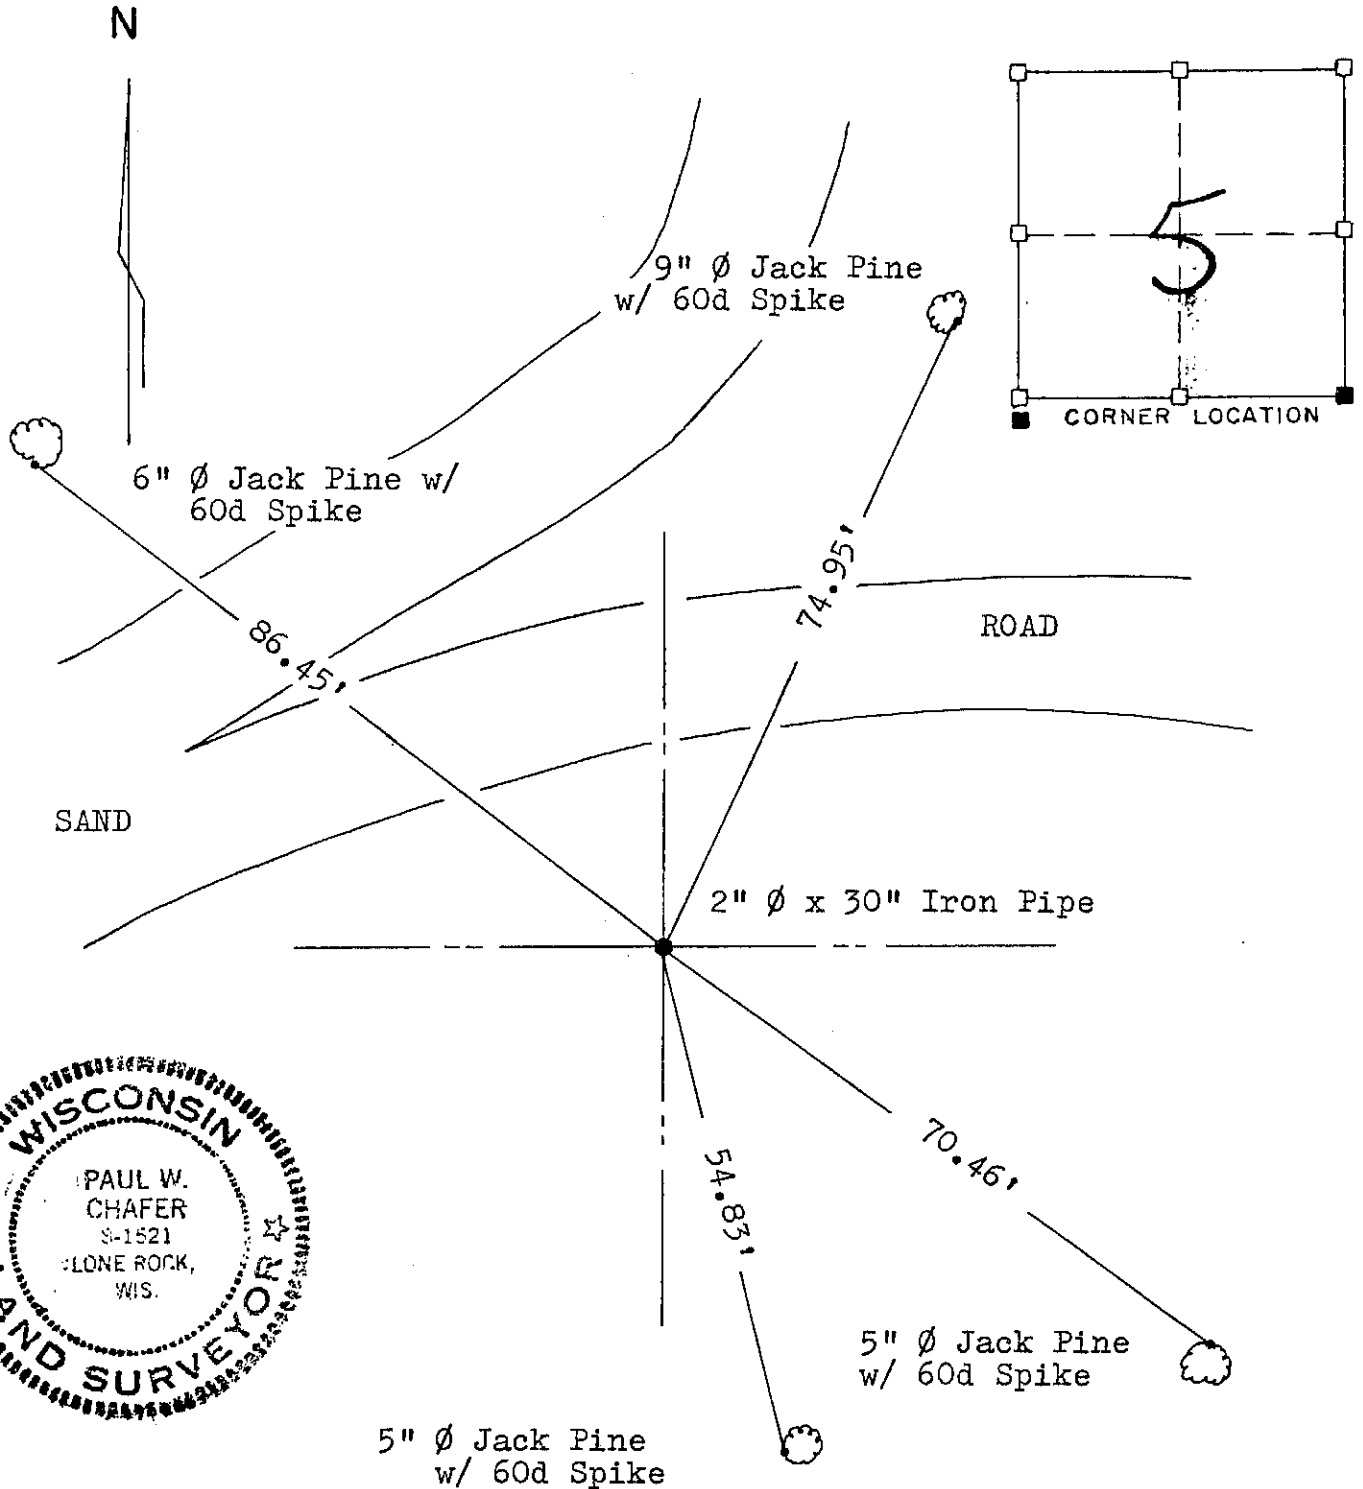 N
9" Ø Jack Pine
w/ 60d Spike
5
CORNER LOCATION
6" Ø Jack Pine w/
60d Spike
74.95'
86.45'
ROAD
SAND
2" Ø x 30" Iron Pipe
WISCONSIN
PAUL W.
CHAFER
S-1521
LONE ROCK,
WIS.
AND SURVEYOR
54.83'
70.46'
5" Ø Jack Pine
w/ 60d Spike
5" Ø Jack Pine
w/ 60d Spike